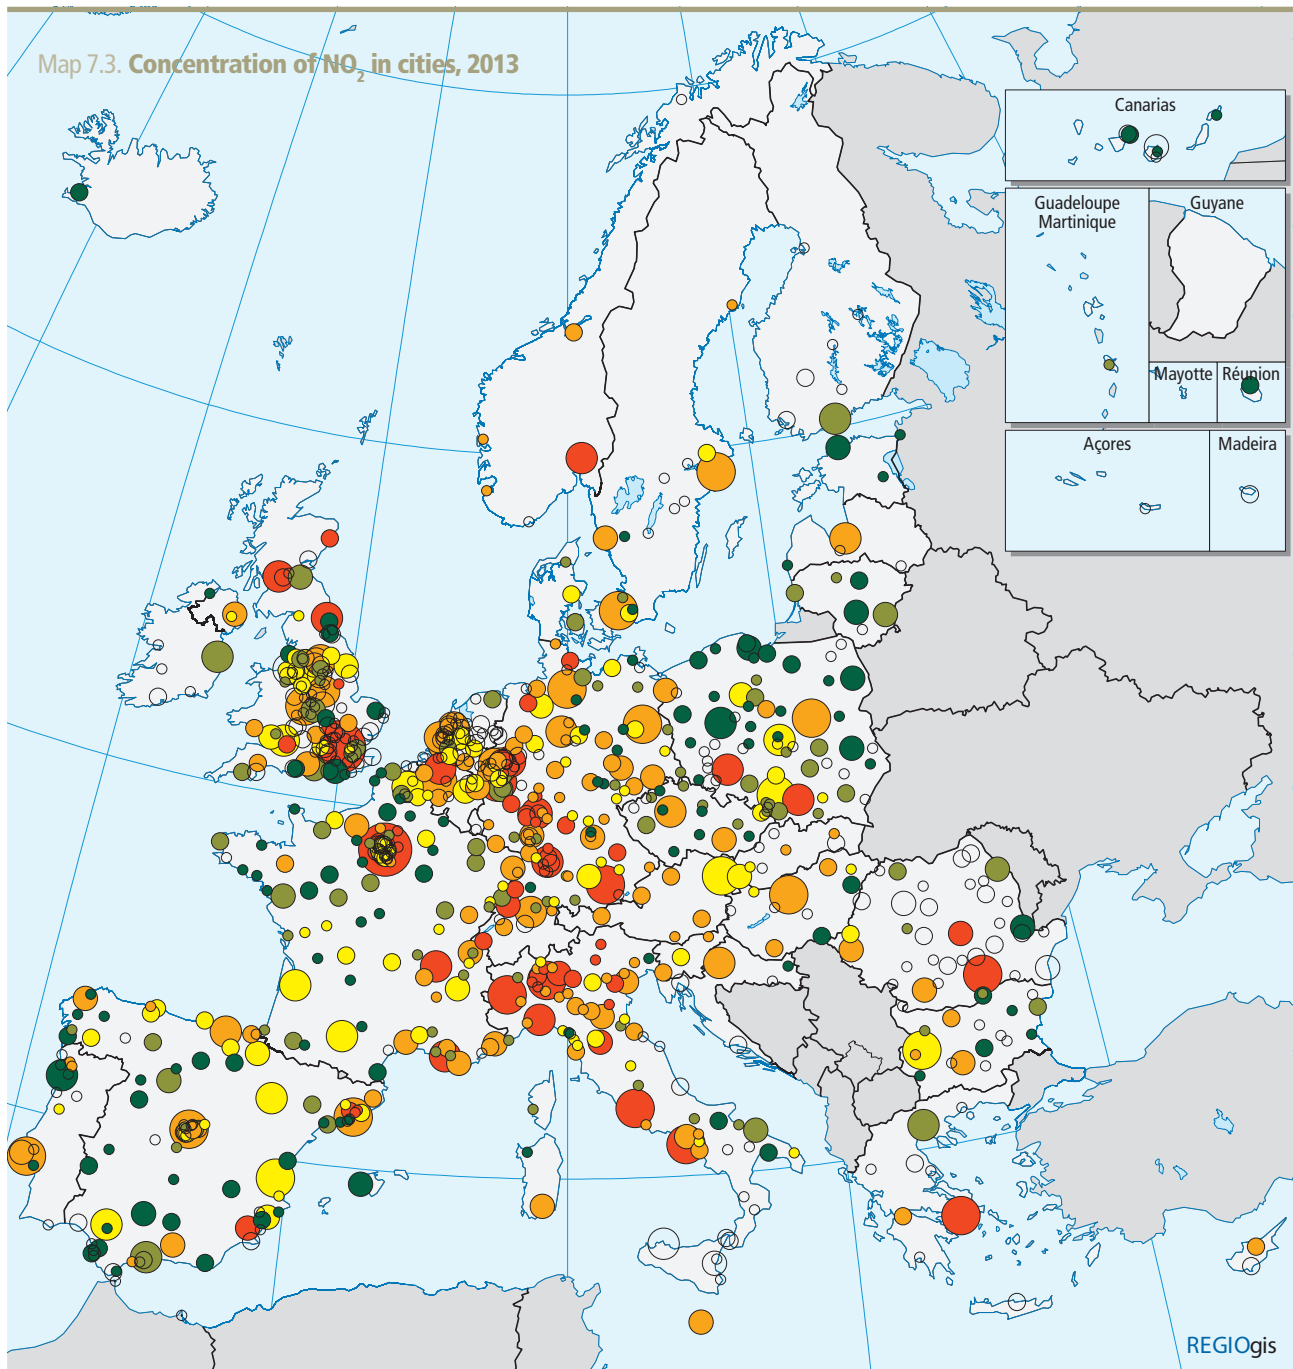 Map 7.3. Concentration of NO2 in cities, 2013
Canarias
Guadeloupe
Martinique
Guyane
Mayotte
Réunion
Açores
Madeira
REGIOgis